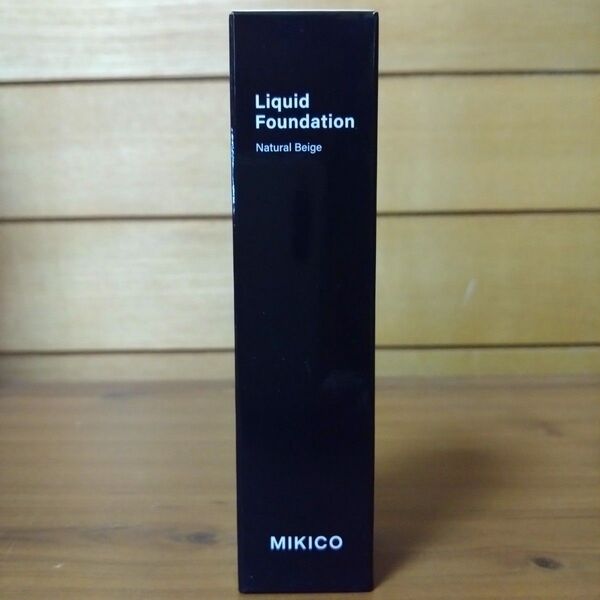 Liquid
Foundation
Natural Beige
MIKICO